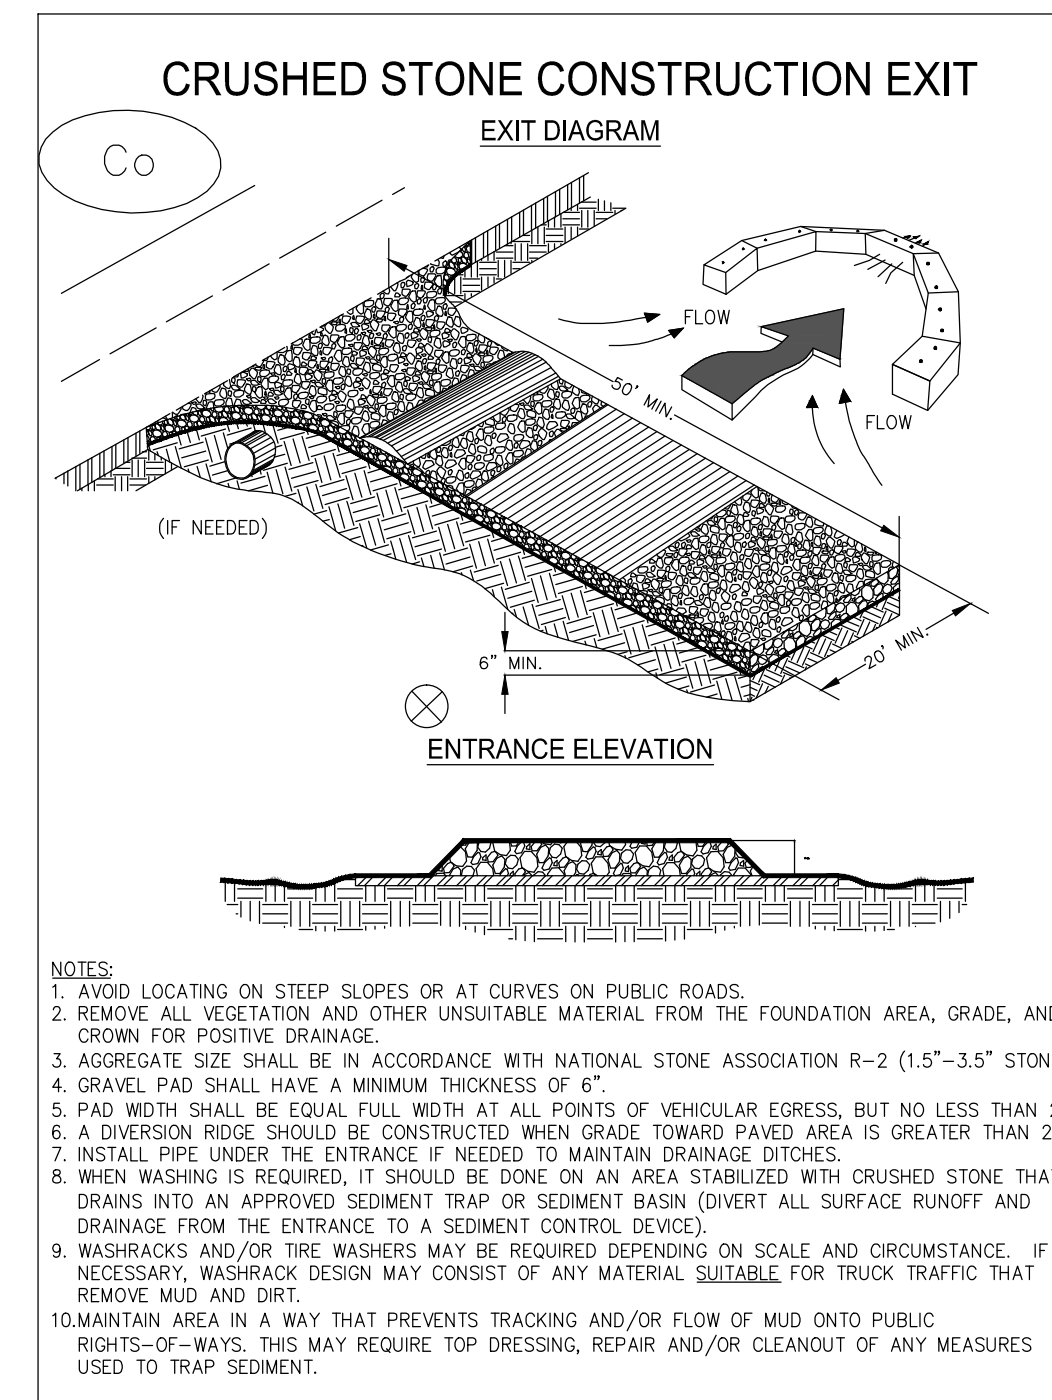 CRUSHED STONE CONSTRUCTION EXIT
EXIT DIAGRAM
Co
FLOW
50' MIN.
FLOW
(IF NEEDED)
20' MIN.
6" MIN.
ENTRANCE ELEVATION
NOTES:
1. AVOID LOCATING ON STEEP SLOPES OR AT CURVES ON PUBLIC ROADS.
2. REMOVE ALL VEGETATION AND OTHER UNSUITABLE MATERIAL FROM THE FOUNDATION AREA, GRADE, AND
CROWN FOR POSITIVE DRAINAGE.
3. AGGREGATE SIZE SHALL BE IN ACCORDANCE WITH NATIONAL STONE ASSOCIATION R-2 (1.5"-3.5" STON
4. GRAVEL PAD SHALL HAVE A MINIMUM THICKNESS OF 6".
5. PAD WIDTH SHALL BE EQUAL FULL WIDTH AT ALL POINTS OF VEHICULAR EGRESS, BUT NO LESS THAN
6. A DIVERSION RIDGE SHOULD BE CONSTRUCTED WHEN GRADE TOWARD PAVED AREA IS GREATER THAN 2
7. INSTALL PIPE UNDER THE ENTRANCE IF NEEDED TO MAINTAIN DRAINAGE DITCHES.
8. WHEN WASHING IS REQUIRED, IT SHOULD BE DONE ON AN AREA STABILIZED WITH CRUSHED STONE THAT
DRAINS INTO AN APPROVED SEDIMENT TRAP OR SEDIMENT BASIN (DIVERT ALL SURFACE RUNOFF AND
DRAINAGE FROM THE ENTRANCE TO A SEDIMENT CONTROL DEVICE).
9. WASHRACKS AND/OR TIRE WASHERS MAY BE REQUIRED DEPENDING ON SCALE AND CIRCUMSTANCE. IF
NECESSARY, WASHRACK DESIGN MAY CONSIST OF ANY MATERIAL SUITABLE FOR TRUCK TRAFFIC THAT
REMOVE MUD AND DIRT.
10.MAINTAIN AREA IN A WAY THAT PREVENTS TRACKING AND/OR FLOW OF MUD ONTO PUBLIC
RIGHTS-OF-WAYS. THIS MAY REQUIRE TOP DRESSING, REPAIR AND/OR CLEANOUT OF ANY MEASURES
USED TO TRAP SEDIMENT.